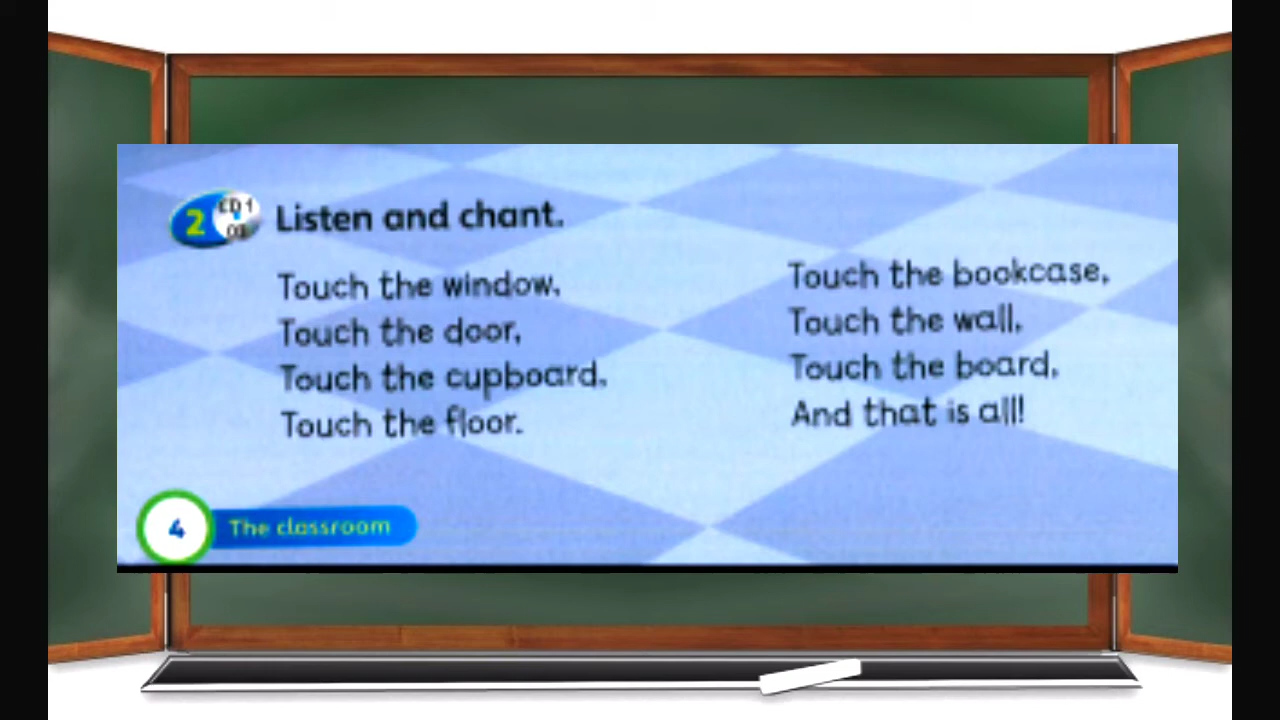 2 CD 1
Listen and chant.
Touch the window,
Touch the door,
Touch the cupboard,
Touch the floor.
Touch the bookcase,
Touch the wall,
Touch the board,
And that is all!
4 The classroom